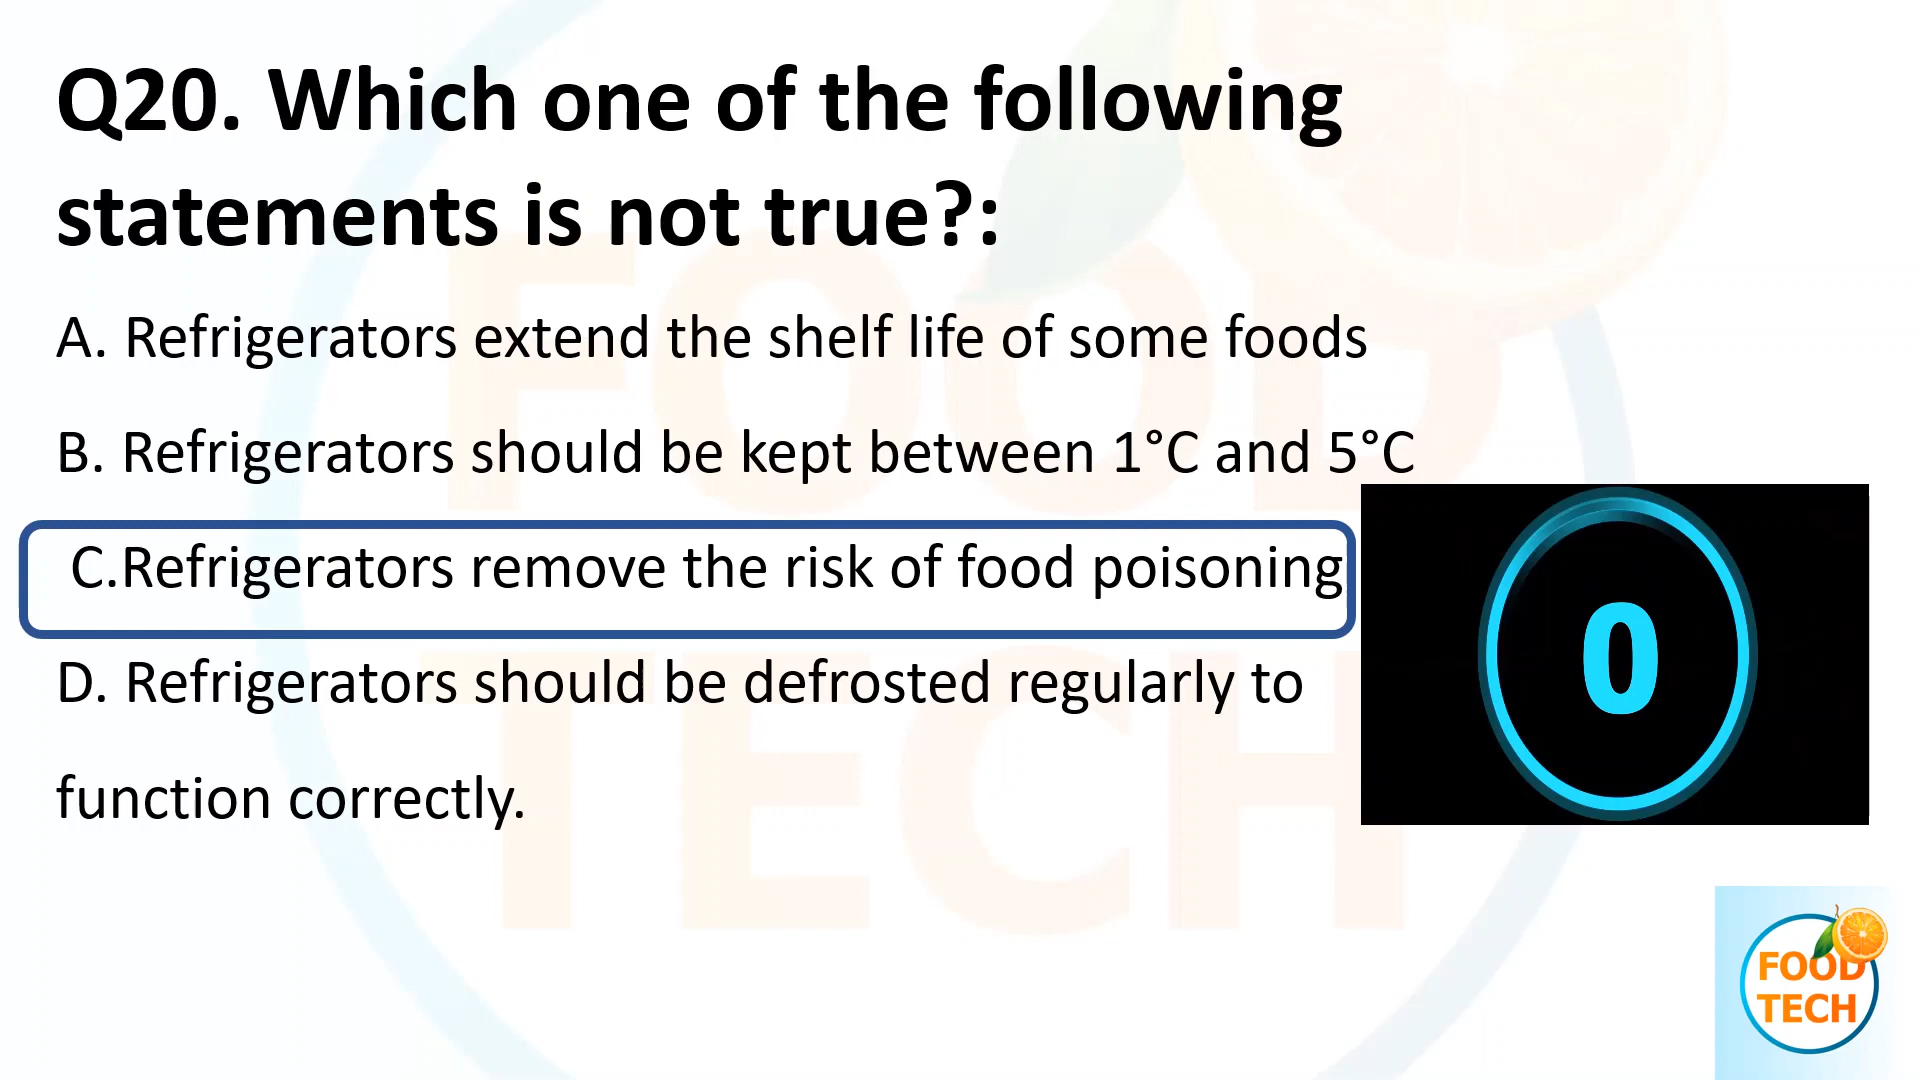 Q20. Which one of the following
statements is not true?:
A. Refrigerators extend the shelf life of some foods
B. Refrigerators should be kept between 1°C and 5°C
C.Refrigerators remove the risk of food poisoning
D. Refrigerators should be defrosted regularly to
function correctly.
0
FOOD
TECH
FOOD
TECH